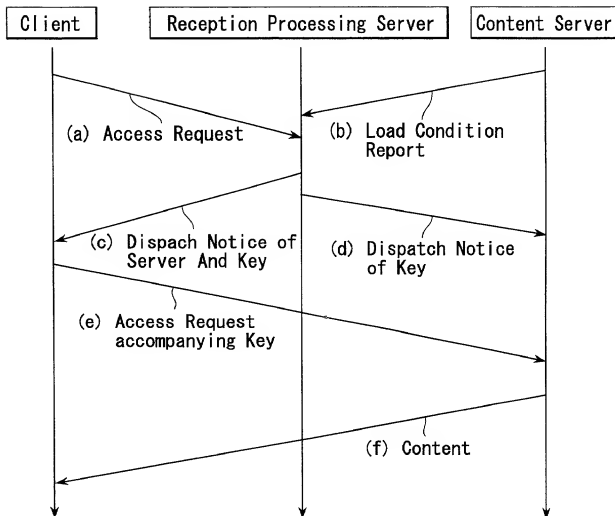 Client
Reception Processing Server
Content Server
(a) Access Request
(b) Load Condition
Report
(c) Dispach Notice of
Server And Key
(d) Dispatch Notice
of Key
(e) Access Request
accompanying Key
(f) Content